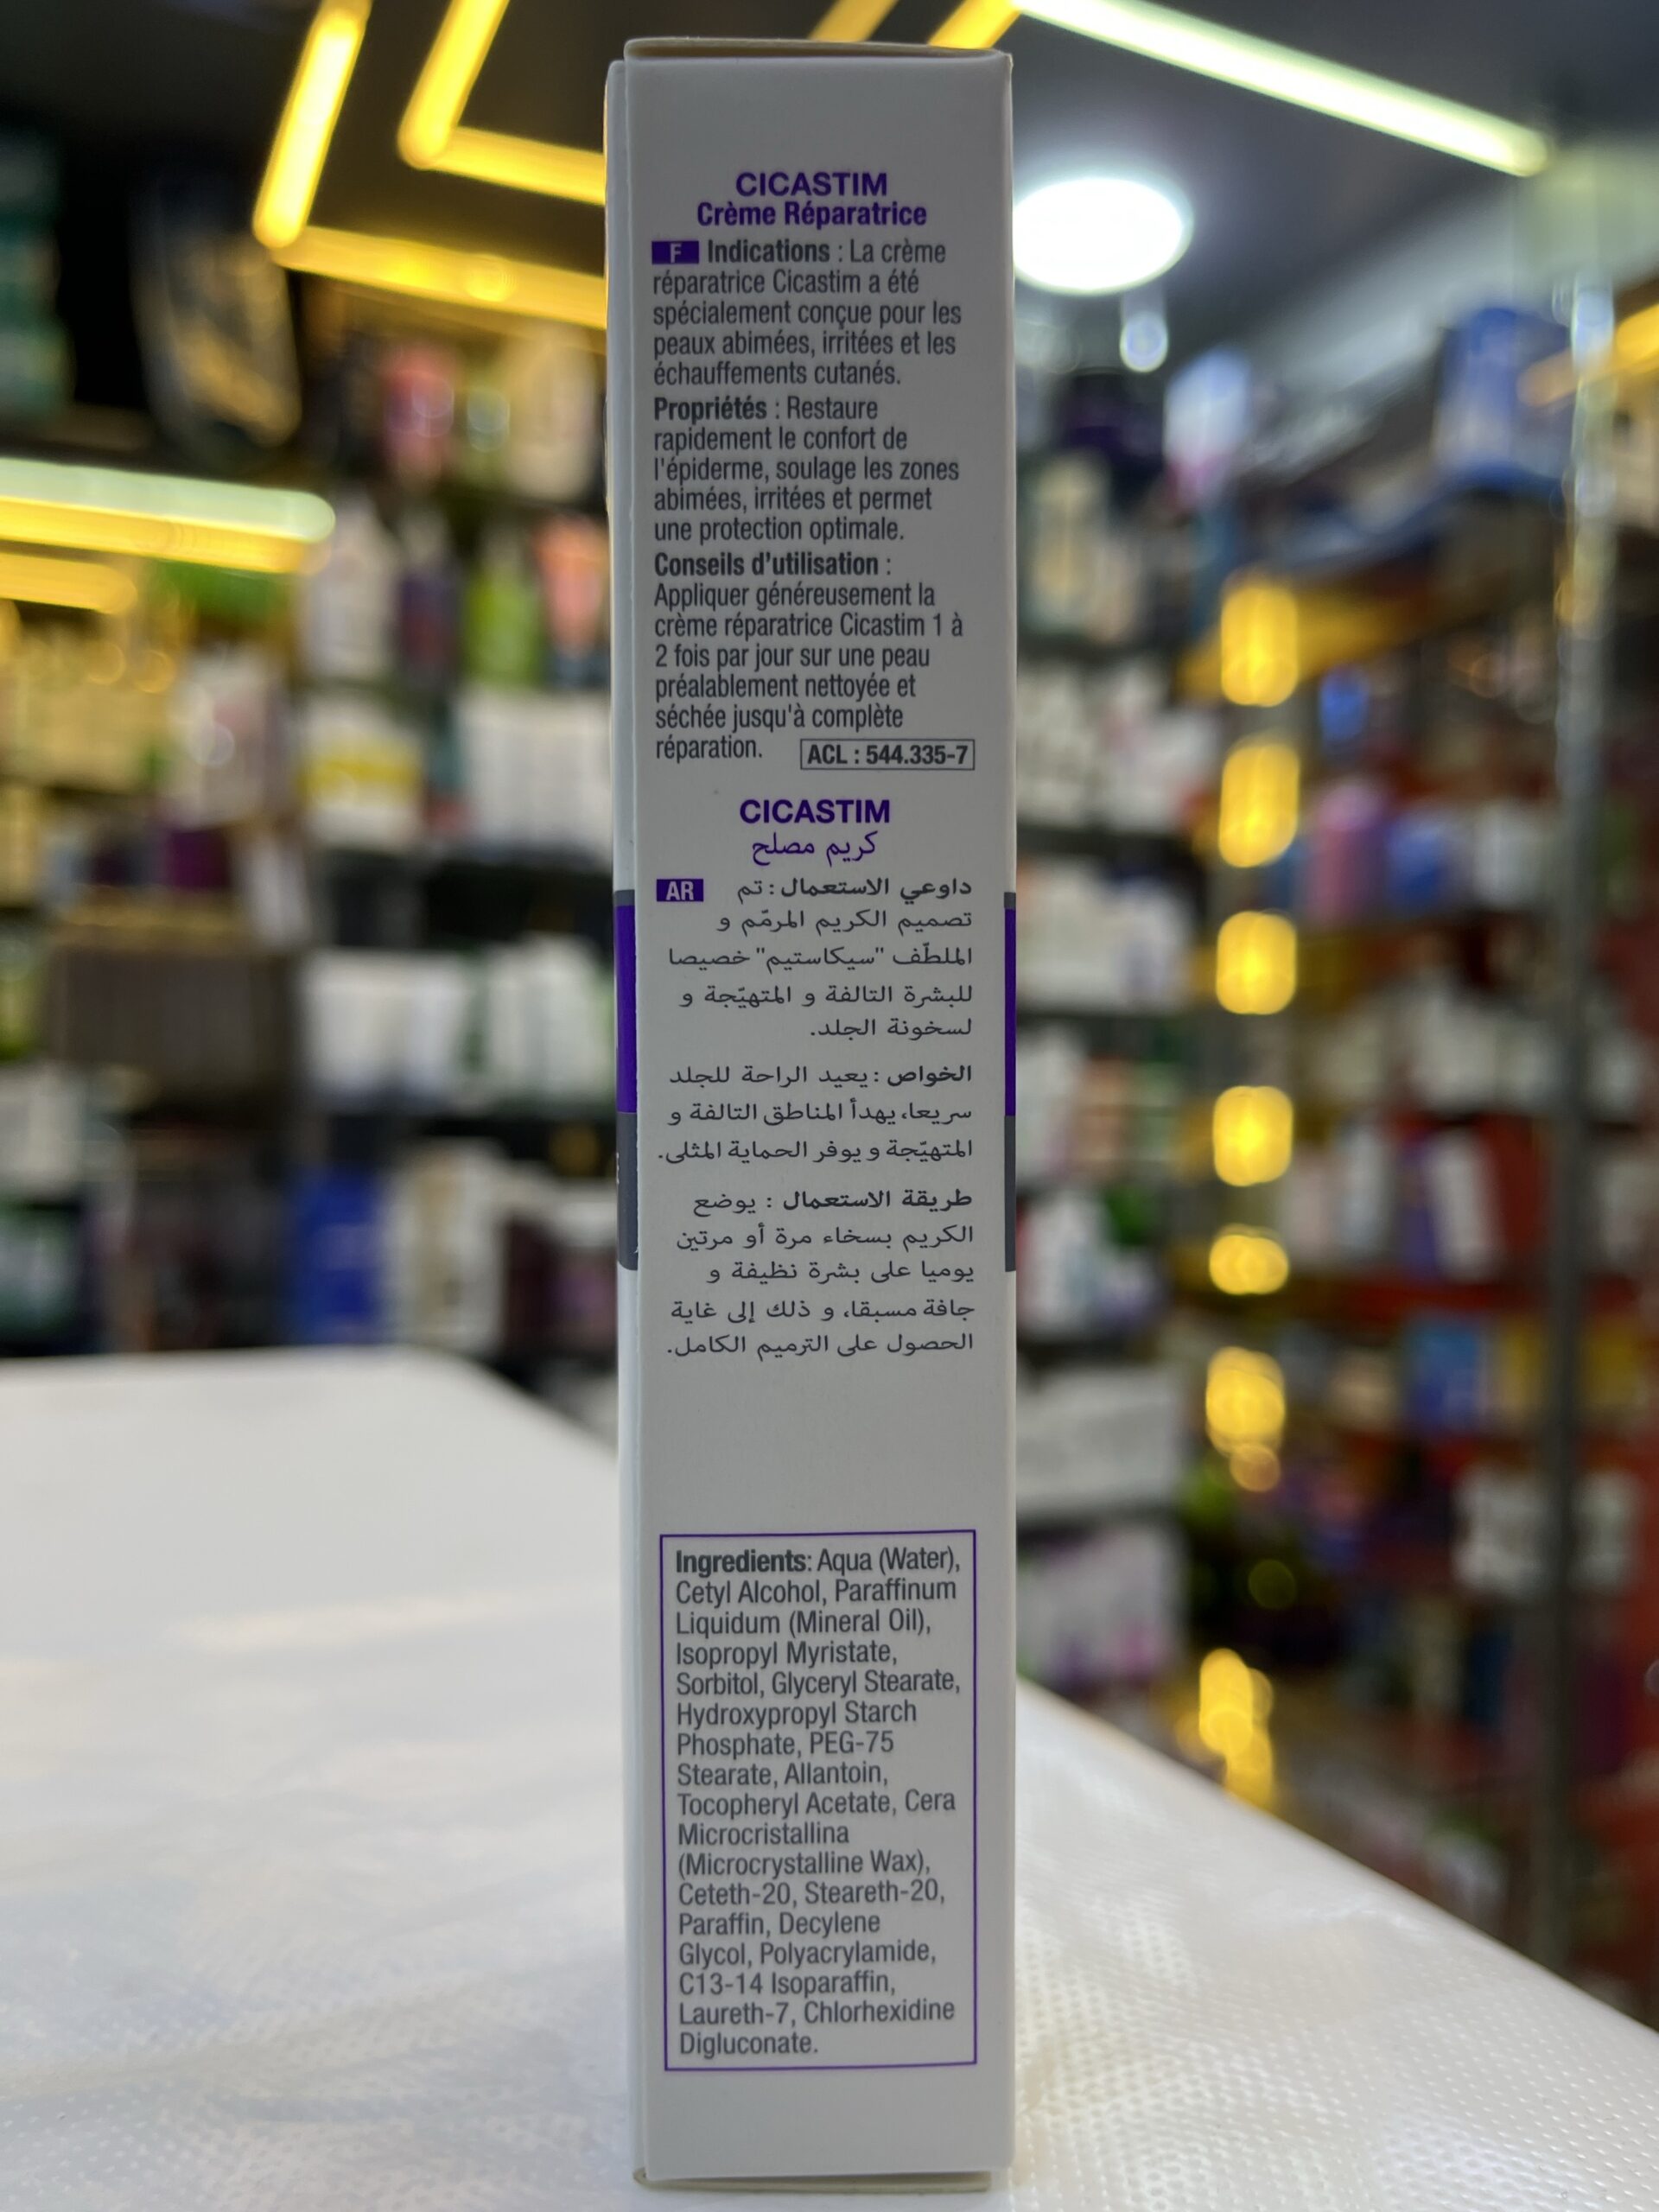 CICASTIM
Crème Réparatrice
F Indications : La crème
réparatrice Cicastim a été
spécialement conçue pour les
peaux abimées, irritées et les
échauffements cutanés.
Propriétés : Restaure
rapidement le confort de
l'épiderme, soulage les zones
abimées, irritées et permet
une protection optimale.
Conseils d'utilisation :
Appliquer généreusement la
crème réparatrice Cicastim 1 à
2 fois par jour sur une peau
préalablement nettoyée et
séchée jusqu'à complète
réparation. ACL : 544.335-7
CICASTIM
كريم مصلح
AR داوعي الاستعمال : تم
تصميم الكريم المرمّم و
الملطّف "سيكاستيم" خصيصا
للبشرة التالفة و المتهيّجة و
لسخونة الجلد.
الخواص : يعيد الراحة للجلد
سريعا، يهدأ المناطق التالفة و
المتهيّجة و يوفر الحماية المثلى.
طريقة الاستعمال : يوضع
الكريم بسخاء مرة أو مرتين
يوميا على بشرة نظيفة و
جافة مسبقا، و ذلك إلى غاية
الحصول على الترميم الكامل.
Ingredients: Aqua (Water),
Cetyl Alcohol, Paraffinum
Liquidum (Mineral Oil),
Isopropyl Myristate,
Sorbitol, Glyceryl Stearate,
Hydroxypropyl Starch
Phosphate, PEG-75
Stearate, Allantoin,
Tocopheryl Acetate, Cera
Microcristallina
(Microcrystalline Wax),
Ceteth-20, Steareth-20,
Paraffin, Decylene
Glycol, Polyacrylamide,
C13-14 Isoparaffin,
Laureth-7, Chlorhexidine
Digluconate.